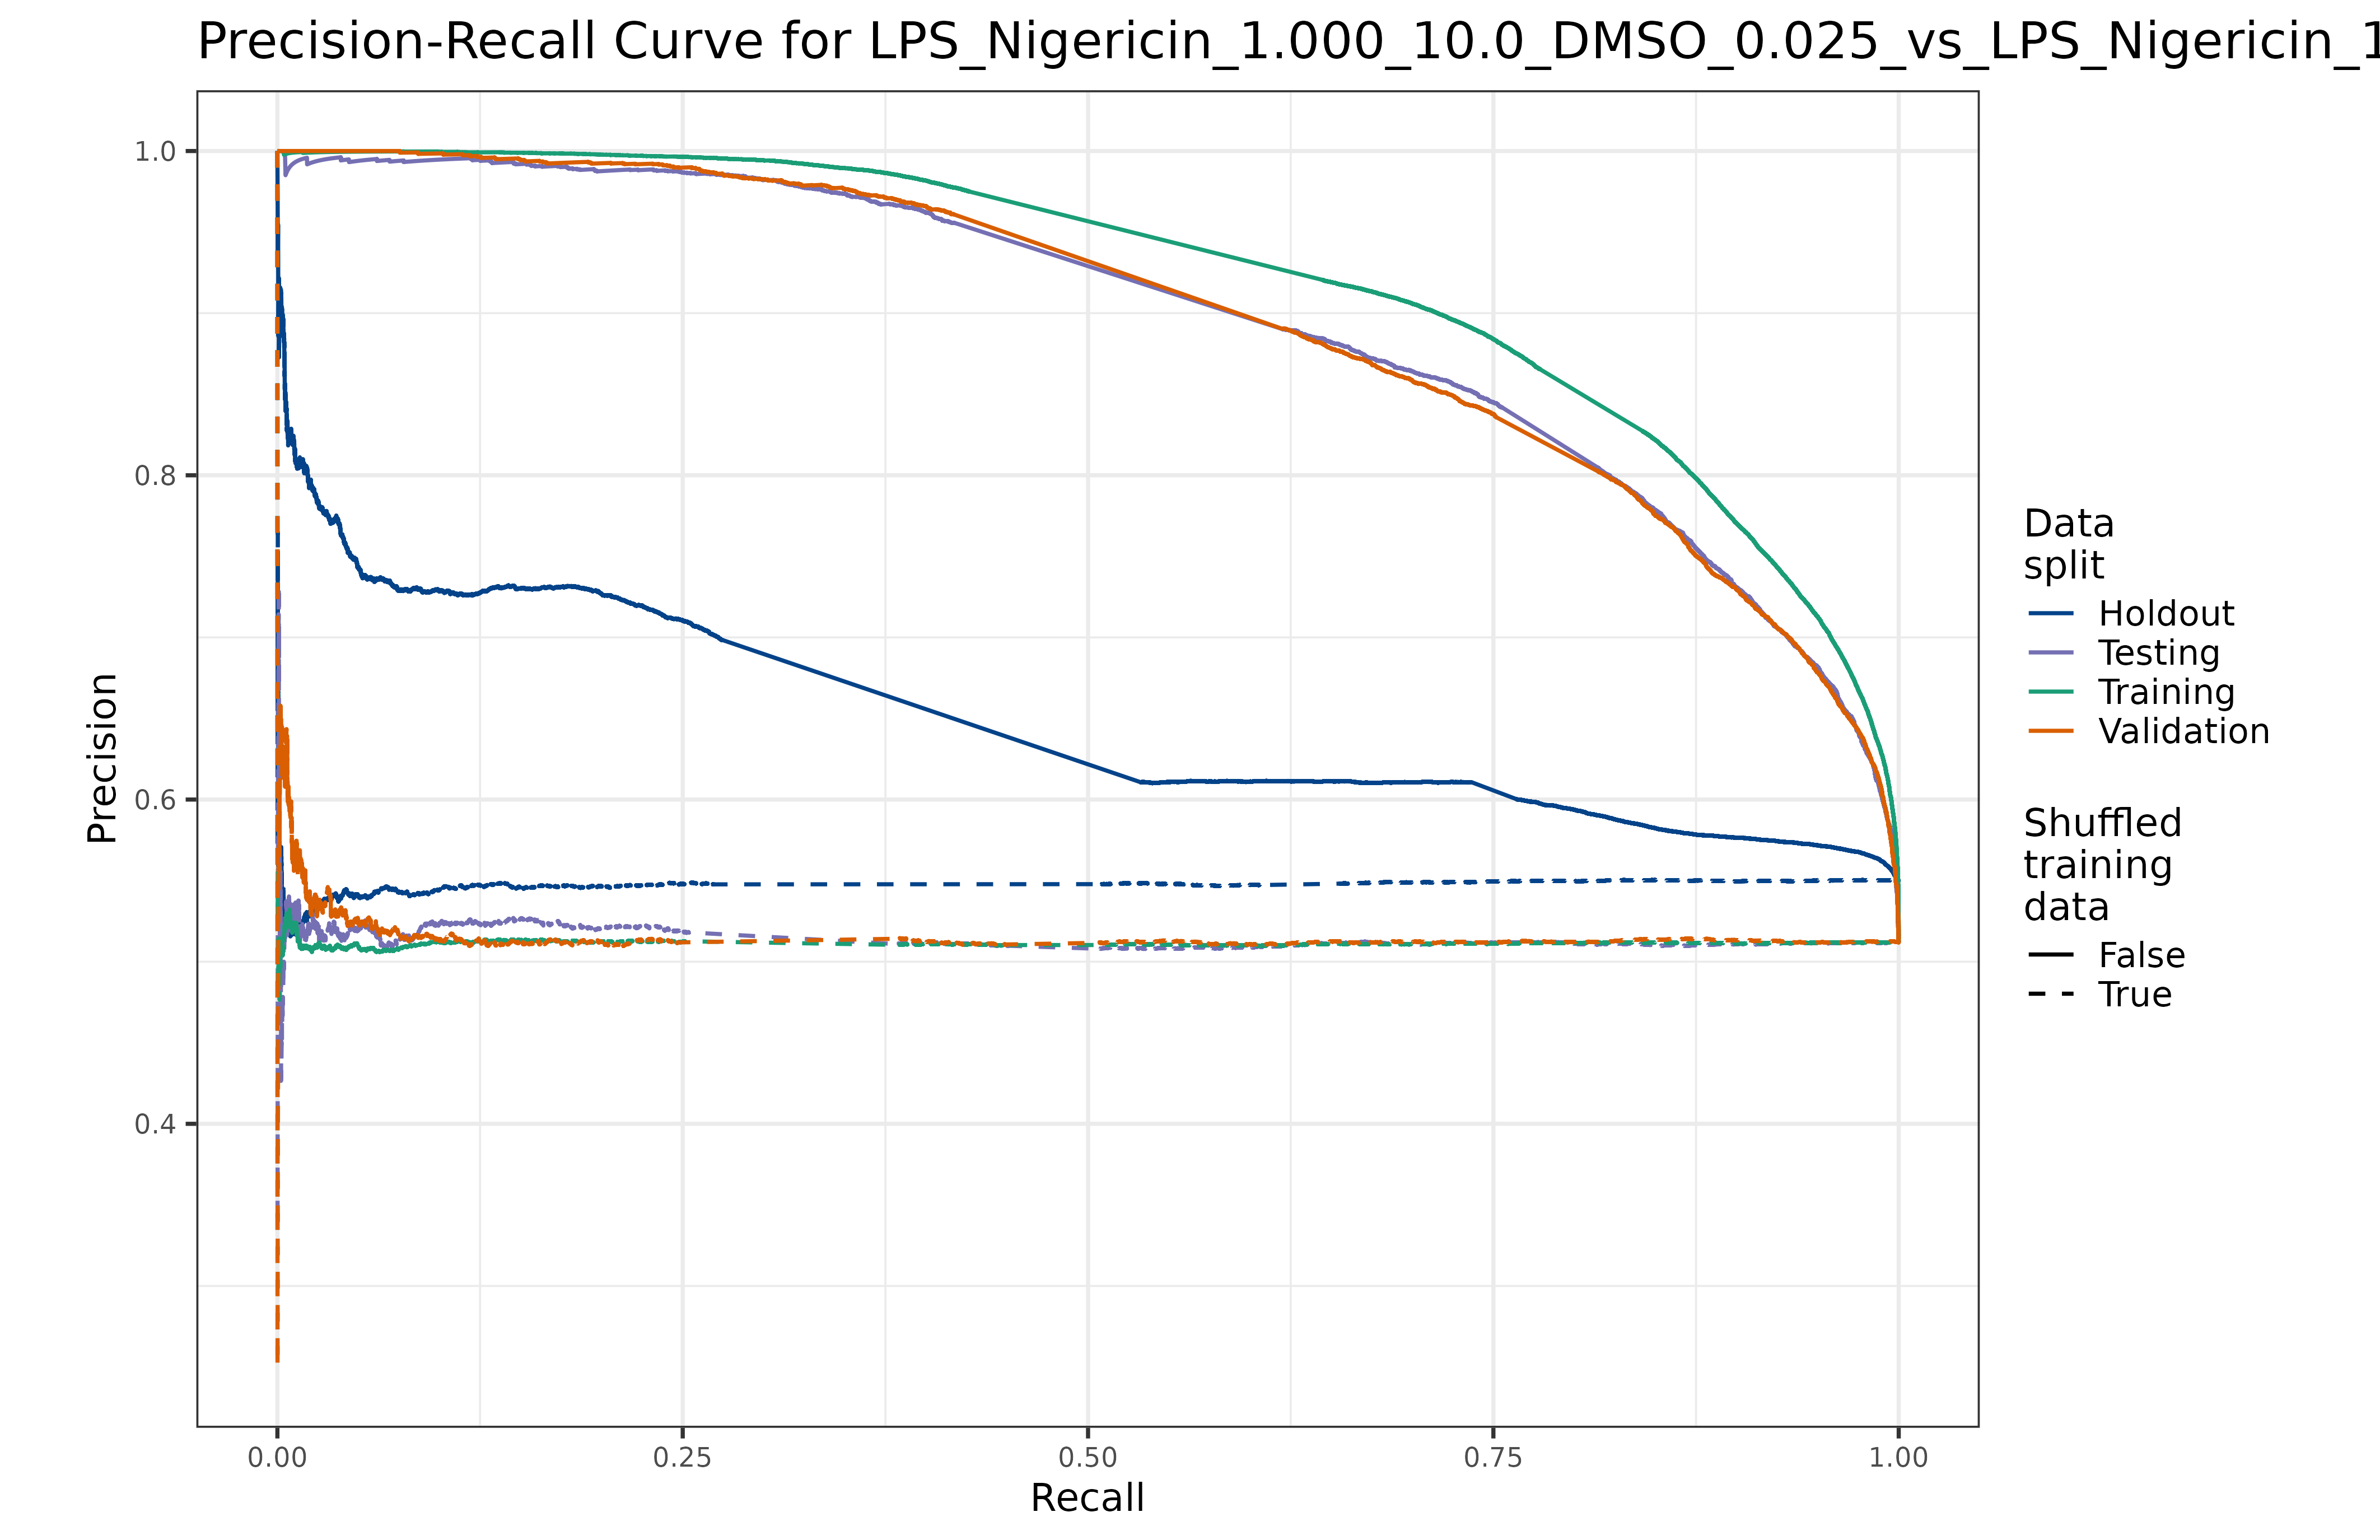 Precision-Recall Curve for LPS_Nigericin_1.000_10.0_DMSO_0.025_vs_LPS_Nigericin_1
1.0
0.8
0.6
0.4
Precision
0.00
0.25
0.50
0.75
1.00
Recall
Data
split
Holdout
Testing
Training
Validation
Shuffled
training
data
False
True